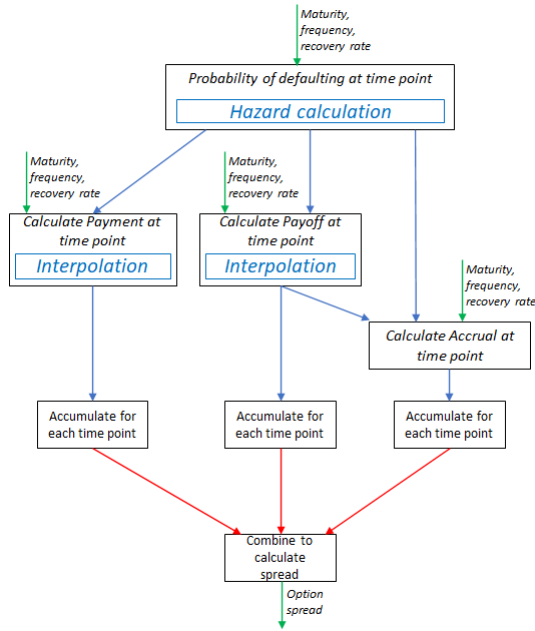 Maturity,
frequency,
recovery rate
Probability of defaulting at time point
Hazard calculation
Maturity,
frequency,
recovery rate
Maturity,
frequency,
recovery rate
Calculate Payment at
time point
Interpolation
Calculate Payoff at
time point
Interpolation
Maturity,
frequency,
recovery rate
Calculate Accrual at
time point
Accumulate for
each time point
Accumulate for
each time point
Accumulate for
each time point
Combine to
calculate
spread
Option
spread